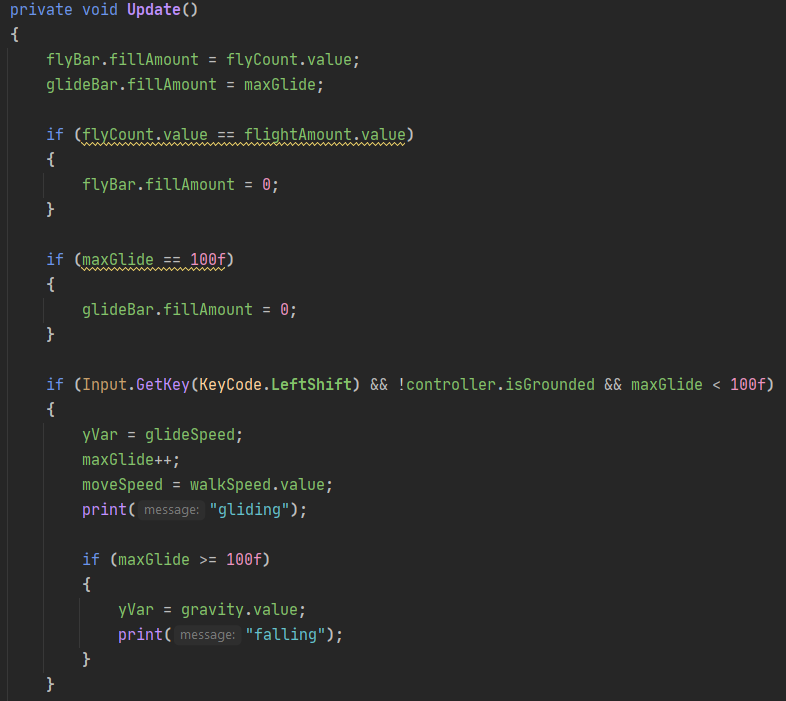 private void Update()
{
    flyBar.fillAmount = flyCount.value;
    glideBar.fillAmount = maxGlide;

    if (flyCount.value == flightAmount.value)
    {
        flyBar.fillAmount = 0;
    }

    if (maxGlide == 100f)
    {
        glideBar.fillAmount = 0;
    }

    if (Input.GetKey(KeyCode.LeftShift) && !controller.isGrounded && maxGlide < 100f)
    {
        yVar = glideSpeed;
        maxGlide++;
        moveSpeed = walkSpeed.value;
        print( message: "gliding");

        if (maxGlide >= 100f)
        {
            yVar = gravity.value;
            print( message: "falling");
        }
    }